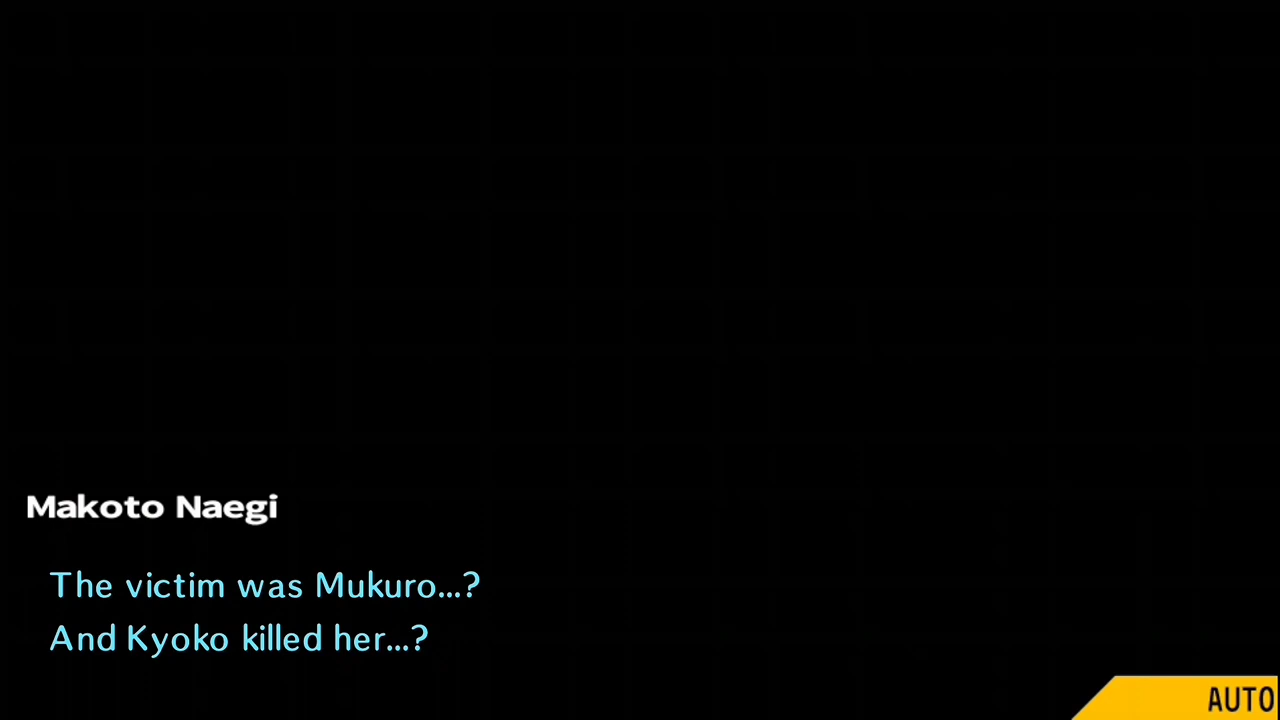 Makoto Naegi
The victim was Mukuro...?
And Kyoko killed her...?
AUTO